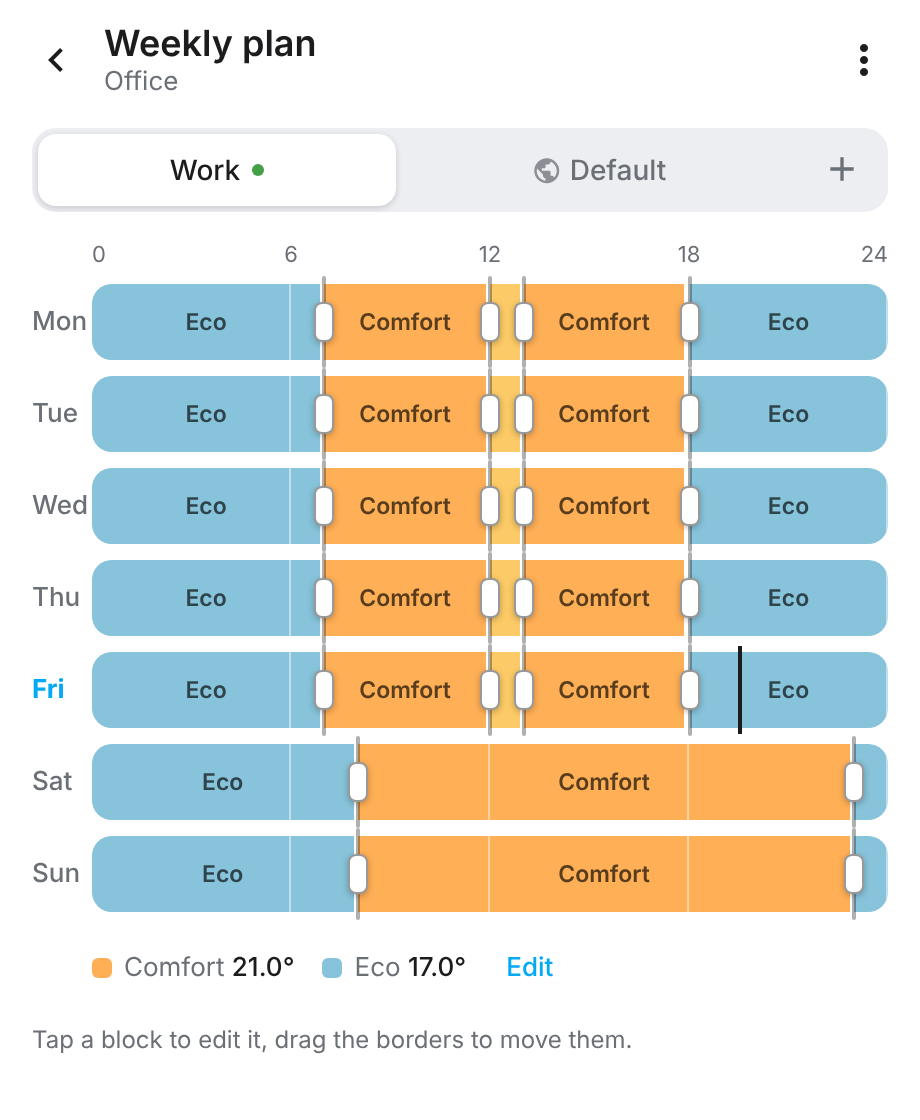 Weekly plan
Office
Work
Default
0 6 12 18 24
Mon Eco Comfort Comfort Eco
Tue Eco Comfort Comfort Eco
Wed Eco Comfort Comfort Eco
Thu Eco Comfort Comfort Eco
Fri Eco Comfort Comfort Eco
Sat Eco Comfort
Sun Eco Comfort
Comfort 21.0° Eco 17.0° Edit
Tap a block to edit it, drag the borders to move them.